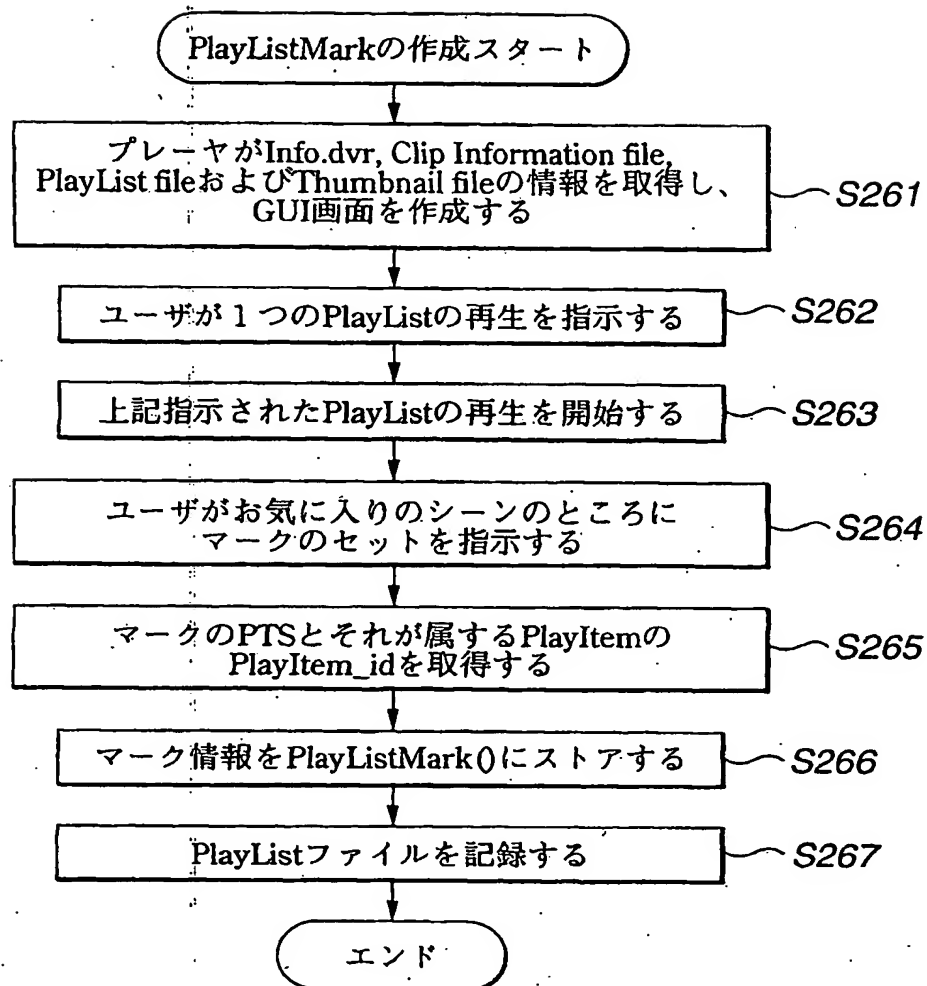 PlayListMarkの作成スタート
プレーヤがInfo.dvr, Clip Information file,
PlayList fileおよびThumbnail fileの情報を取得し、
GUI画面を作成する
S261
ユーザが1つのPlayListの再生を指示する
S262
上記指示されたPlayListの再生を開始する
S263
ユーザがお気に入りのシーンのところに
マークのセットを指示する
S264
マークのPTSとそれが属するPlayItemの
PlayItem_idを取得する
S265
マーク情報をPlayListMark()にストアする
S266
PlayListファイルを記録する
S267
エンド